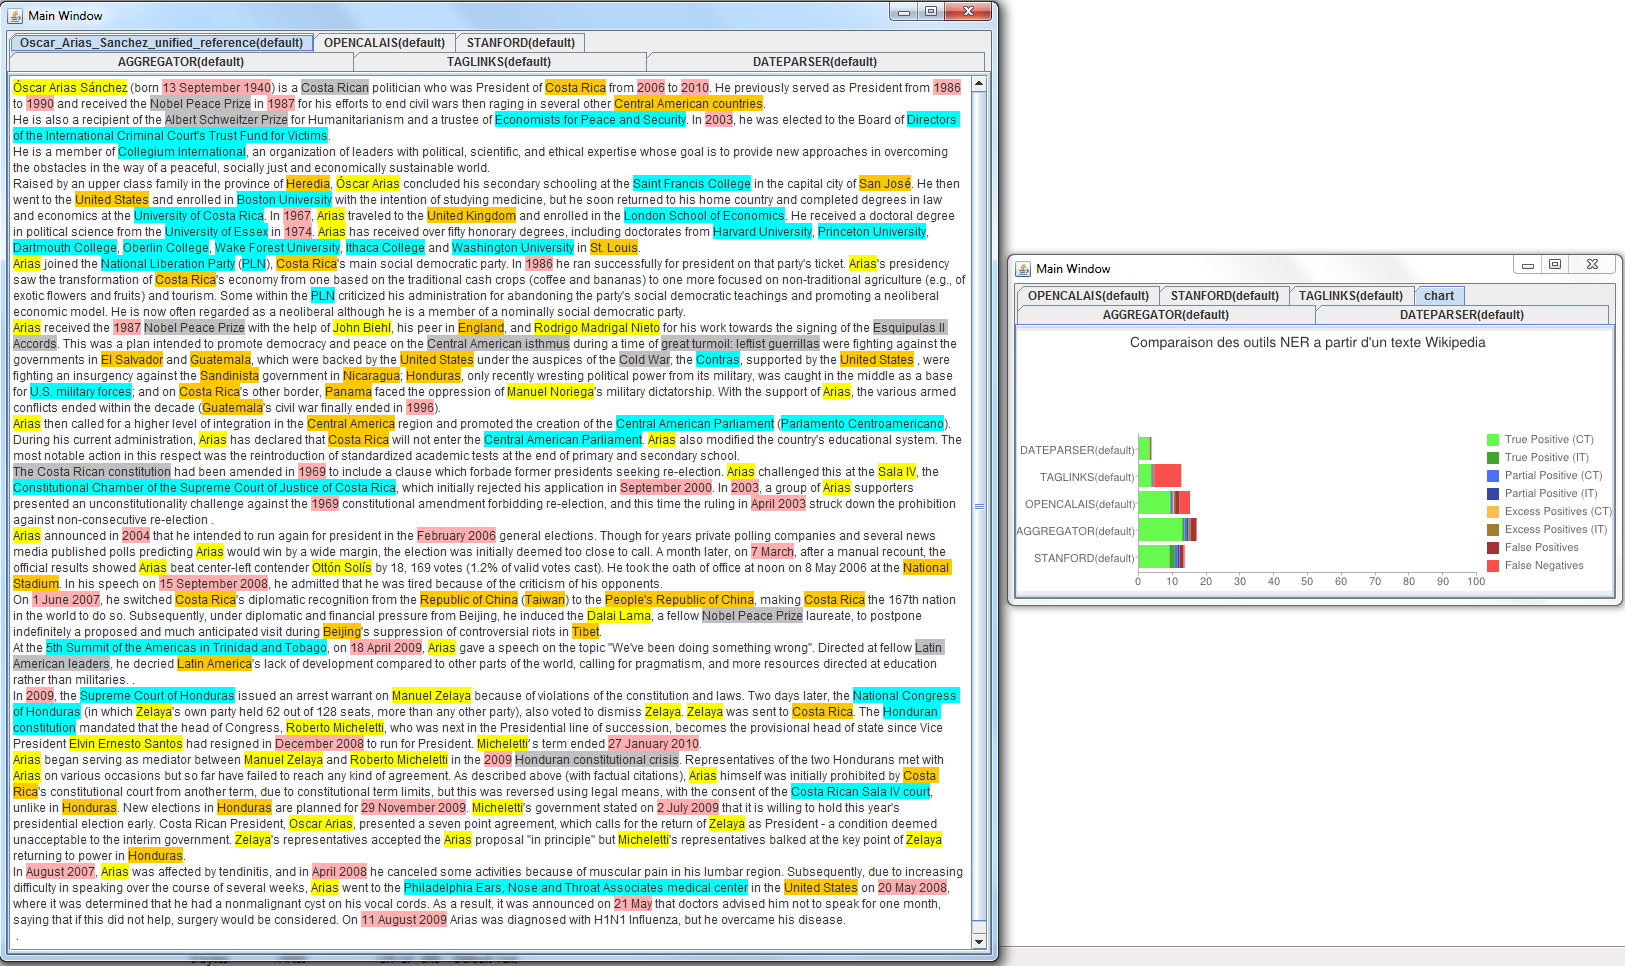 Main Window
Oscar_Arias_Sanchez_unified_reference(default) OPENCALAIS(default) STANFORD(default)
AGGREGATOR(default) TAGLINKS(default) DATEPARSER(default)
Óscar Arias Sánchez (born 13 September 1940) is a Costa Rican politician who was President of Costa Rica from 2006 to 2010. He previously served as President from 1986
to 1990 and received the Nobel Peace Prize in 1987 for his efforts to end civil wars then raging in several other Central American countries.
He is also a recipient of the Albert Schweitzer Prize for Humanitarianism and a trustee of Economists for Peace and Security. In 2003, he was elected to the Board of Directors
of the International Criminal Court's Trust Fund for Victims.
He is a member of Collegium International, an organization of leaders with political, scientific, and ethical expertise whose goal is to provide new approaches in overcoming
the obstacles in the way of a peaceful, socially just and economically sustainable world.
Raised by an upper class family in the province of Heredia, Óscar Arias concluded his secondary schooling at the Saint Francis College in the capital city of San José. He then
went to the United States and enrolled in Boston University with the intention of studying medicine, but he soon returned to his home country and completed degrees in law
and economics at the University of Costa Rica. In 1967, Arias traveled to the United Kingdom and enrolled in the London School of Economics. He received a doctoral degree
in political science from the University of Essex in 1974. Arias has received over fifty honorary degrees, including doctorates from Harvard University, Princeton University,
Dartmouth College, Oberlin College, Wake Forest University, Ithaca College and Washington University in St. Louis.
Arias joined the National Liberation Party (PLN), Costa Rica's main social democratic party. In 1986 he ran successfully for president on that party's ticket. Arias's presidency
saw the transformation of Costa Rica's economy from one based on the traditional cash crops (coffee and bananas) to one more focused on non-traditional agriculture (e.g., of
exotic flowers and fruits) and tourism. Some within the PLN criticized his administration for abandoning the party's social democratic teachings and promoting a neoliberal
economic model. He is now often regarded as a neoliberal although he is a member of a nominally social democratic party.
Arias received the 1987 Nobel Peace Prize with the help of John Biehl, his peer in England, and Rodrigo Madrigal Nieto for his work towards the signing of the Esquipulas II
Accords. This was a plan intended to promote democracy and peace on the Central American isthmus during a time of great turmoil: leftist guerrillas were fighting against the
governments in El Salvador and Guatemala, which were backed by the United States under the auspices of the Cold War; the Contras, supported by the United States , were
fighting an insurgency against the Sandinista government in Nicaragua; Honduras, only recently wresting political power from its military, was caught in the middle as a base
for U.S. military forces; and on Costa Rica's other border, Panama faced the oppression of Manuel Noriega's military dictatorship. With the support of Arias, the various armed
conflicts ended within the decade (Guatemala's civil war finally ended in 1996).
Arias then called for a higher level of integration in the Central America region and promoted the creation of the Central American Parliament (Parlamento Centroamericano).
During his current administration, Arias has declared that Costa Rica will not enter the Central American Parliament. Arias also modified the country's educational system. The
most notable action in this respect was the reintroduction of standardized academic tests at the end of primary and secondary school.
The Costa Rican constitution had been amended in 1969 to include a clause which forbade former presidents seeking re-election. Arias challenged this at the Sala IV, the
Constitutional Chamber of the Supreme Court of Justice of Costa Rica, which initially rejected his application in September 2000. In 2003, a group of Arias supporters
presented an unconstitutionality challenge against the 1969 constitutional amendment forbidding re-election, and this time the ruling in April 2003 struck down the prohibition
against non-consecutive re-election .
Arias announced in 2004 that he intended to run again for president in the February 2006 general elections. Though for years private polling companies and several news
media published polls predicting Arias would win by a wide margin, the election was initially deemed too close to call. A month later, on 7 March, after a manual recount, the
official results showed Arias beat center-left contender Ottón Solís by 18, 169 votes (1.2% of valid votes cast). He took the oath of office at noon on 8 May 2006 at the National
Stadium. In his speech on 15 September 2008, he admitted that he was tired because of the criticism of his opponents.
On 1 June 2007, he switched Costa Rica's diplomatic recognition from the Republic of China (Taiwan) to the People's Republic of China, making Costa Rica the 167th nation
in the world to do so. Subsequently, under diplomatic and financial pressure from Beijing, he induced the Dalai Lama, a fellow Nobel Peace Prize laureate, to postpone
indefinitely a proposed and much anticipated visit during Beijing's suppression of controversial riots in Tibet.
At the 5th Summit of the Americas in Trinidad and Tobago, on 18 April 2009, Arias gave a speech on the topic "We've been doing something wrong". Directed at fellow Latin
American leaders, he decried Latin America's lack of development compared to other parts of the world, calling for pragmatism, and more resources directed at education
rather than militaries. .
In 2009, the Supreme Court of Honduras issued an arrest warrant on Manuel Zelaya because of violations of the constitution and laws. Two days later, the National Congress
of Honduras (in which Zelaya's own party held 62 out of 128 seats, more than any other party), also voted to dismiss Zelaya. Zelaya was sent to Costa Rica. The Honduran
constitution mandated that the head of Congress, Roberto Micheletti, who was next in the Presidential line of succession, becomes the provisional head of state since Vice
President Elvin Ernesto Santos had resigned in December 2008 to run for President. Micheletti's term ended 27 January 2010.
Arias began serving as mediator between Manuel Zelaya and Roberto Micheletti in the 2009 Honduran constitutional crisis. Representatives of the two Hondurans met with
Arias on various occasions but so far have failed to reach any kind of agreement. As described above (with factual citations), Arias himself was initially prohibited by Costa
Rica's constitutional court from another term, due to constitutional term limits, but this was reversed using legal means, with the consent of the Costa Rican Sala IV court,
unlike in Honduras. New elections in Honduras are planned for 29 November 2009. Micheletti's government stated on 2 July 2009 that it is willing to hold this year's
presidential election early. Costa Rican President, Oscar Arias, presented a seven point agreement, which calls for the return of Zelaya as President - a condition deemed
unacceptable to the interim government. Zelaya's representatives accepted the Arias proposal "in principle" but Micheletti's representatives balked at the key point of Zelaya
returning to power in Honduras.
In August 2007, Arias was affected by tendinitis, and in April 2008 he canceled some activities because of muscular pain in his lumbar region. Subsequently, due to increasing
difficulty in speaking over the course of several weeks, Arias went to the Philadelphia Ears, Nose and Throat Associates medical center in the United States on 20 May 2008,
where it was determined that he had a nonmalignant cyst on his vocal cords. As a result, it was announced on 21 May that doctors advised him not to speak for one month,
saying that if this did not help, surgery would be considered. On 11 August 2009 Arias was diagnosed with H1N1 Influenza, but he overcame his disease.
.
Main Window
OPENCALAIS(default) STANFORD(default) TAGLINKS(default) chart
AGGREGATOR(default) DATEPARSER(default)
Comparaison des outils NER a partir d'un texte Wikipedia
DATEPARSER(default)
TAGLINKS(default)
OPENCALAIS(default)
AGGREGATOR(default)
STANFORD(default)
0 10 20 30 40 50 60 70 80 90 100
True Positive (CT)
True Positive (IT)
Partial Positive (CT)
Partial Positive (IT)
Excess Positives (CT)
Excess Positives (IT)
False Positives
False Negatives